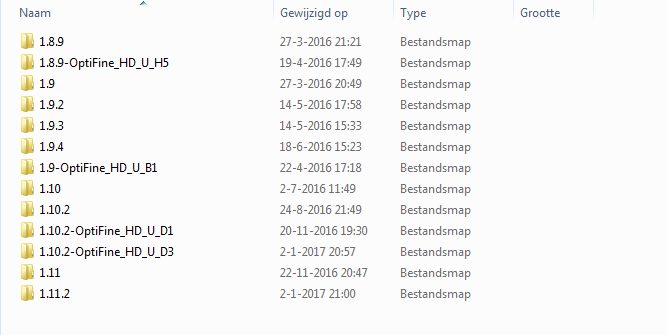 Naam Gewijzigd op Type Grootte
1.8.9 27-3-2016 21:21 Bestandsmap
1.8.9-OptiFine_HD_U_H5 19-4-2016 17:49 Bestandsmap
1.9 27-3-2016 20:49 Bestandsmap
1.9.2 14-5-2016 17:58 Bestandsmap
1.9.3 14-5-2016 15:33 Bestandsmap
1.9.4 18-6-2016 15:23 Bestandsmap
1.9-OptiFine_HD_U_B1 22-4-2016 17:18 Bestandsmap
1.10 2-7-2016 11:49 Bestandsmap
1.10.2 24-8-2016 21:49 Bestandsmap
1.10.2-OptiFine_HD_U_D1 20-11-2016 19:30 Bestandsmap
1.10.2-OptiFine_HD_U_D3 2-1-2017 20:57 Bestandsmap
1.11 22-11-2016 20:47 Bestandsmap
1.11.2 2-1-2017 21:00 Bestandsmap